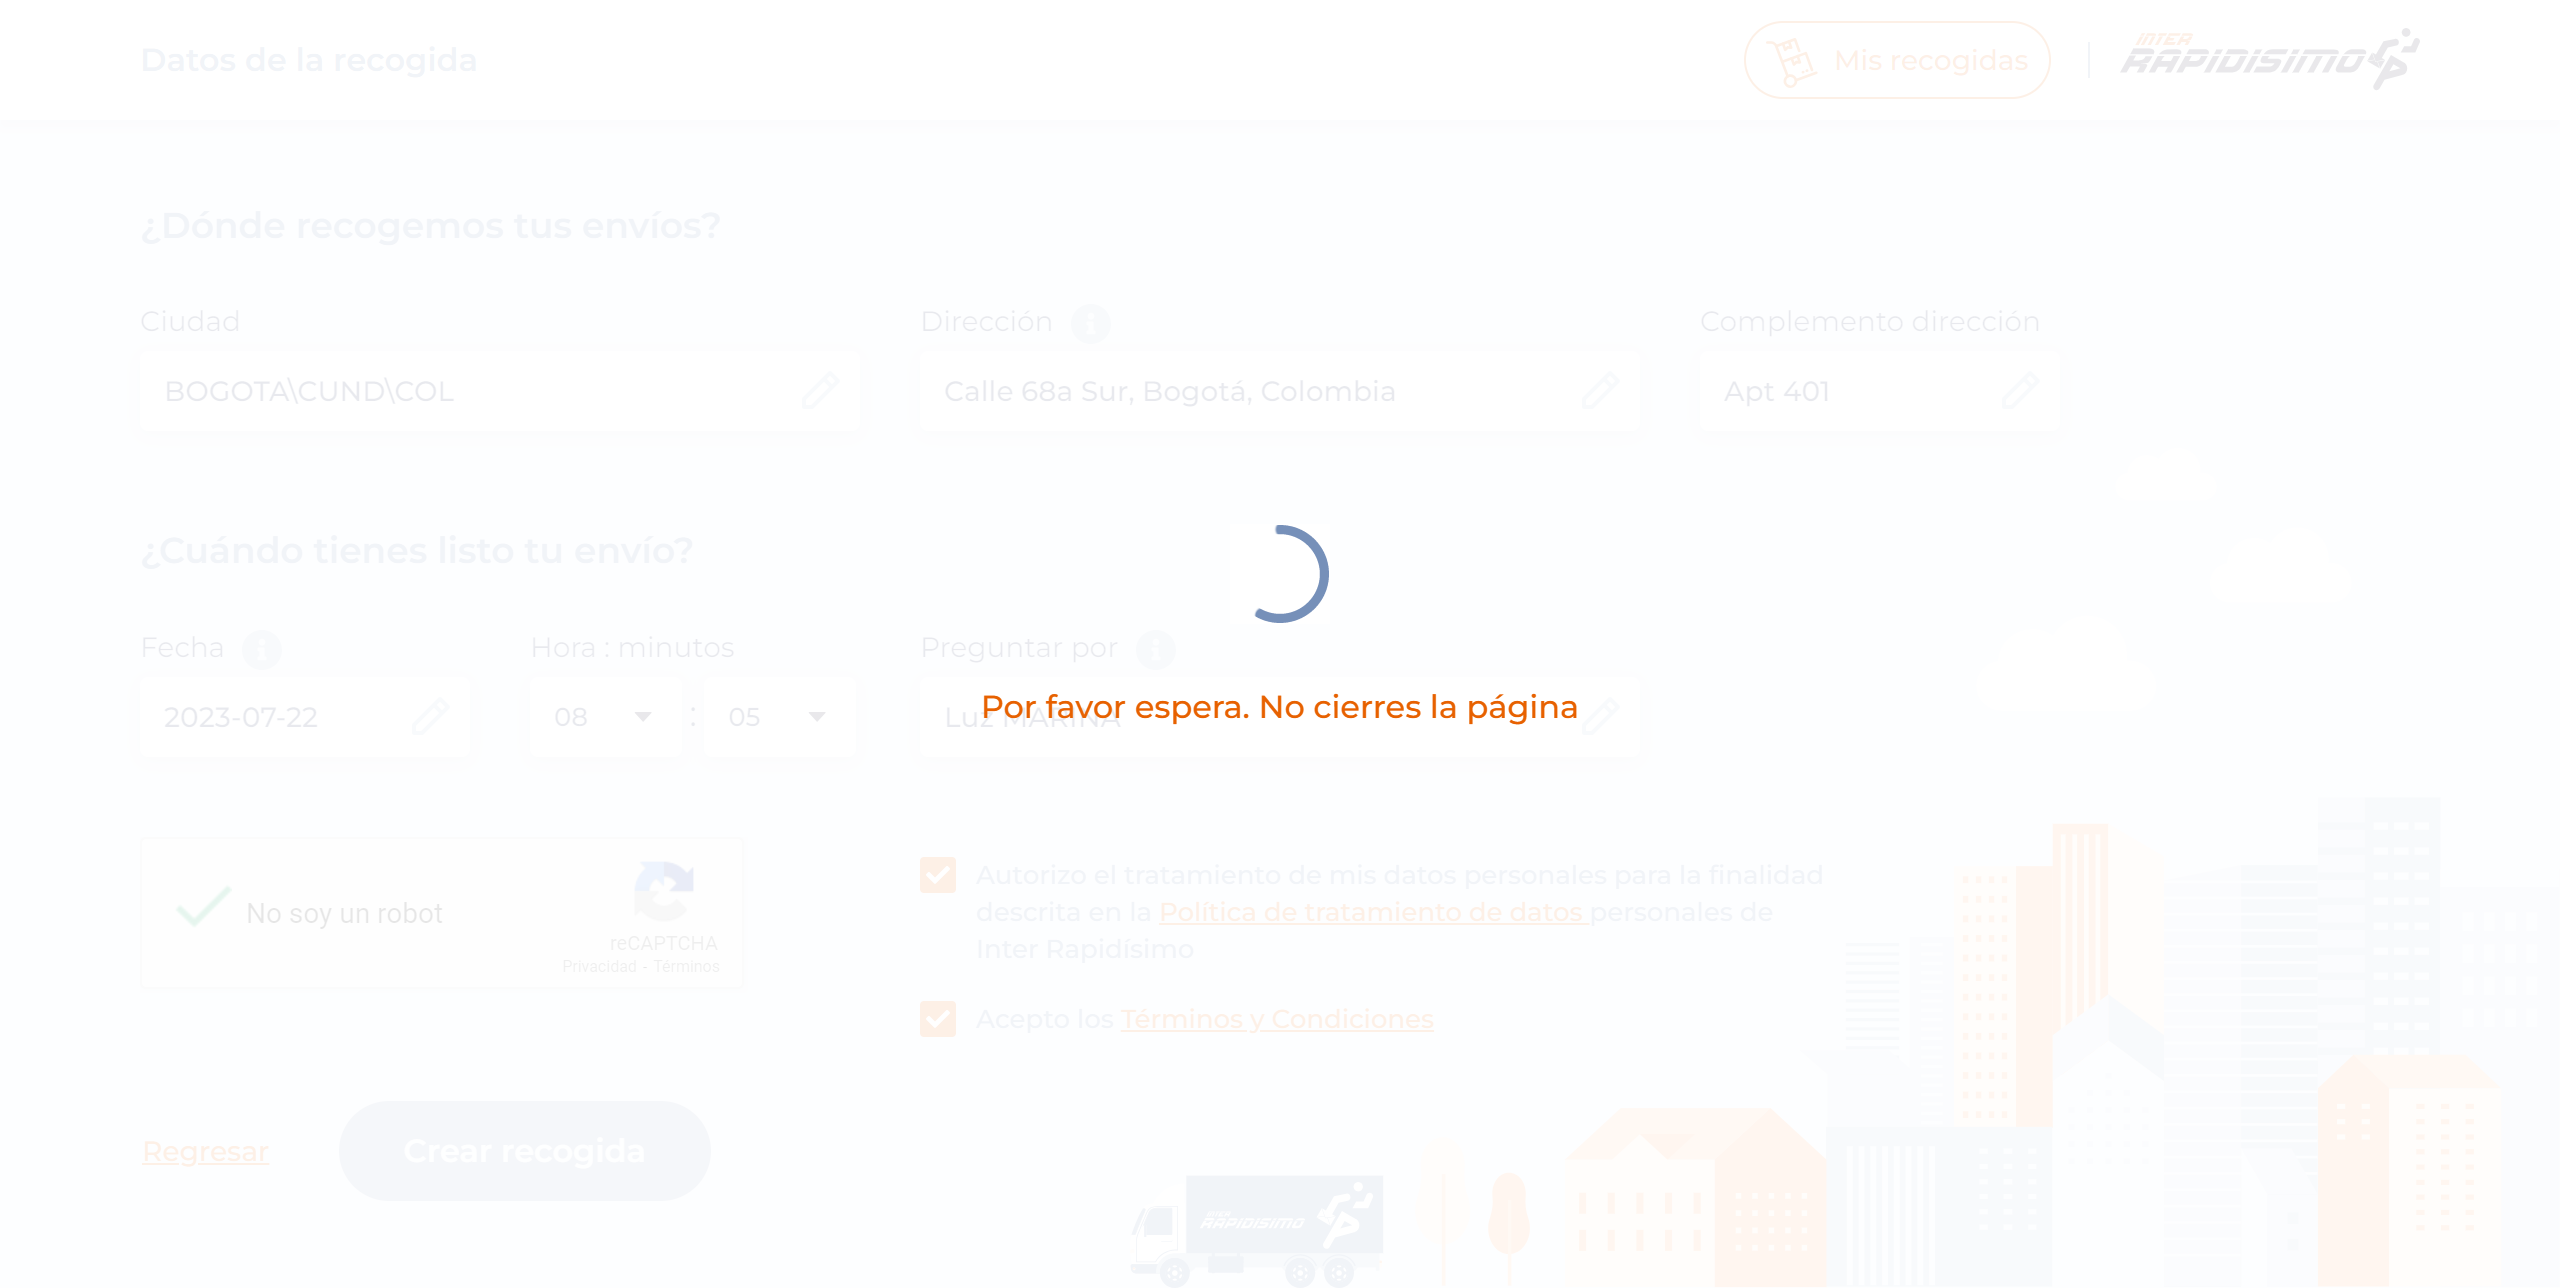 Datos de la recogida
Mis recogidas
INTER
RAPIDISIMO
¿Dónde recogemos tus envíos?
Ciudad
Dirección
Complemento dirección
BOGOTA\CUND\COL
Calle 68a Sur, Bogotá, Colombia
Apt 401
¿Cuándo tienes listo tu envío?
Fecha
Hora : minutos
Preguntar por
2023-07-22
08
:
05
Luz MARINA
Por favor espera. No cierres la página
No soy un robot
reCAPTCHA
Privacidad - Términos
Autorizo el tratamiento de mis datos personales para la finalidad
descrita en la Política de tratamiento de datos personales de
Inter Rapidísimo
Acepto los Términos y Condiciones
Regresar
Crear recogida
INTER
RAPIDISIMO